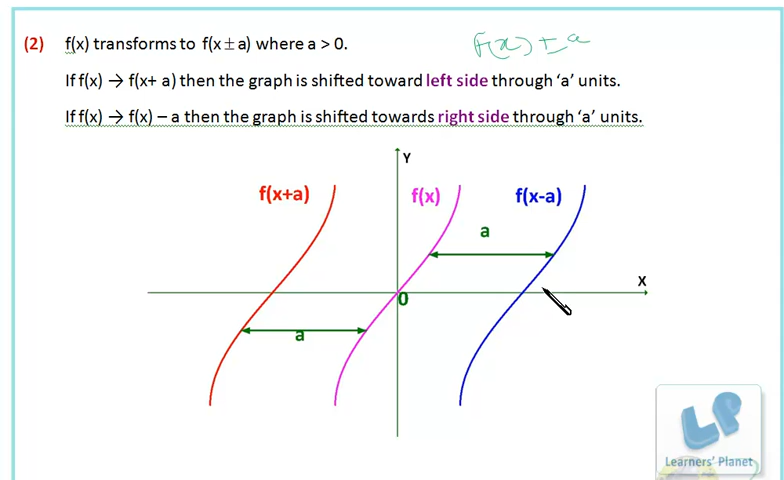 (2) f(x) transforms to f(x ± a) where a > 0.
f(x) ± a
If f(x) → f(x+ a) then the graph is shifted toward left side through ‘a’ units.
If f(x) → f(x) – a then the graph is shifted towards right side through ‘a’ units.
Y
f(x+a) f(x) f(x-a)
a
X
0
a
LP
Learners' Planet